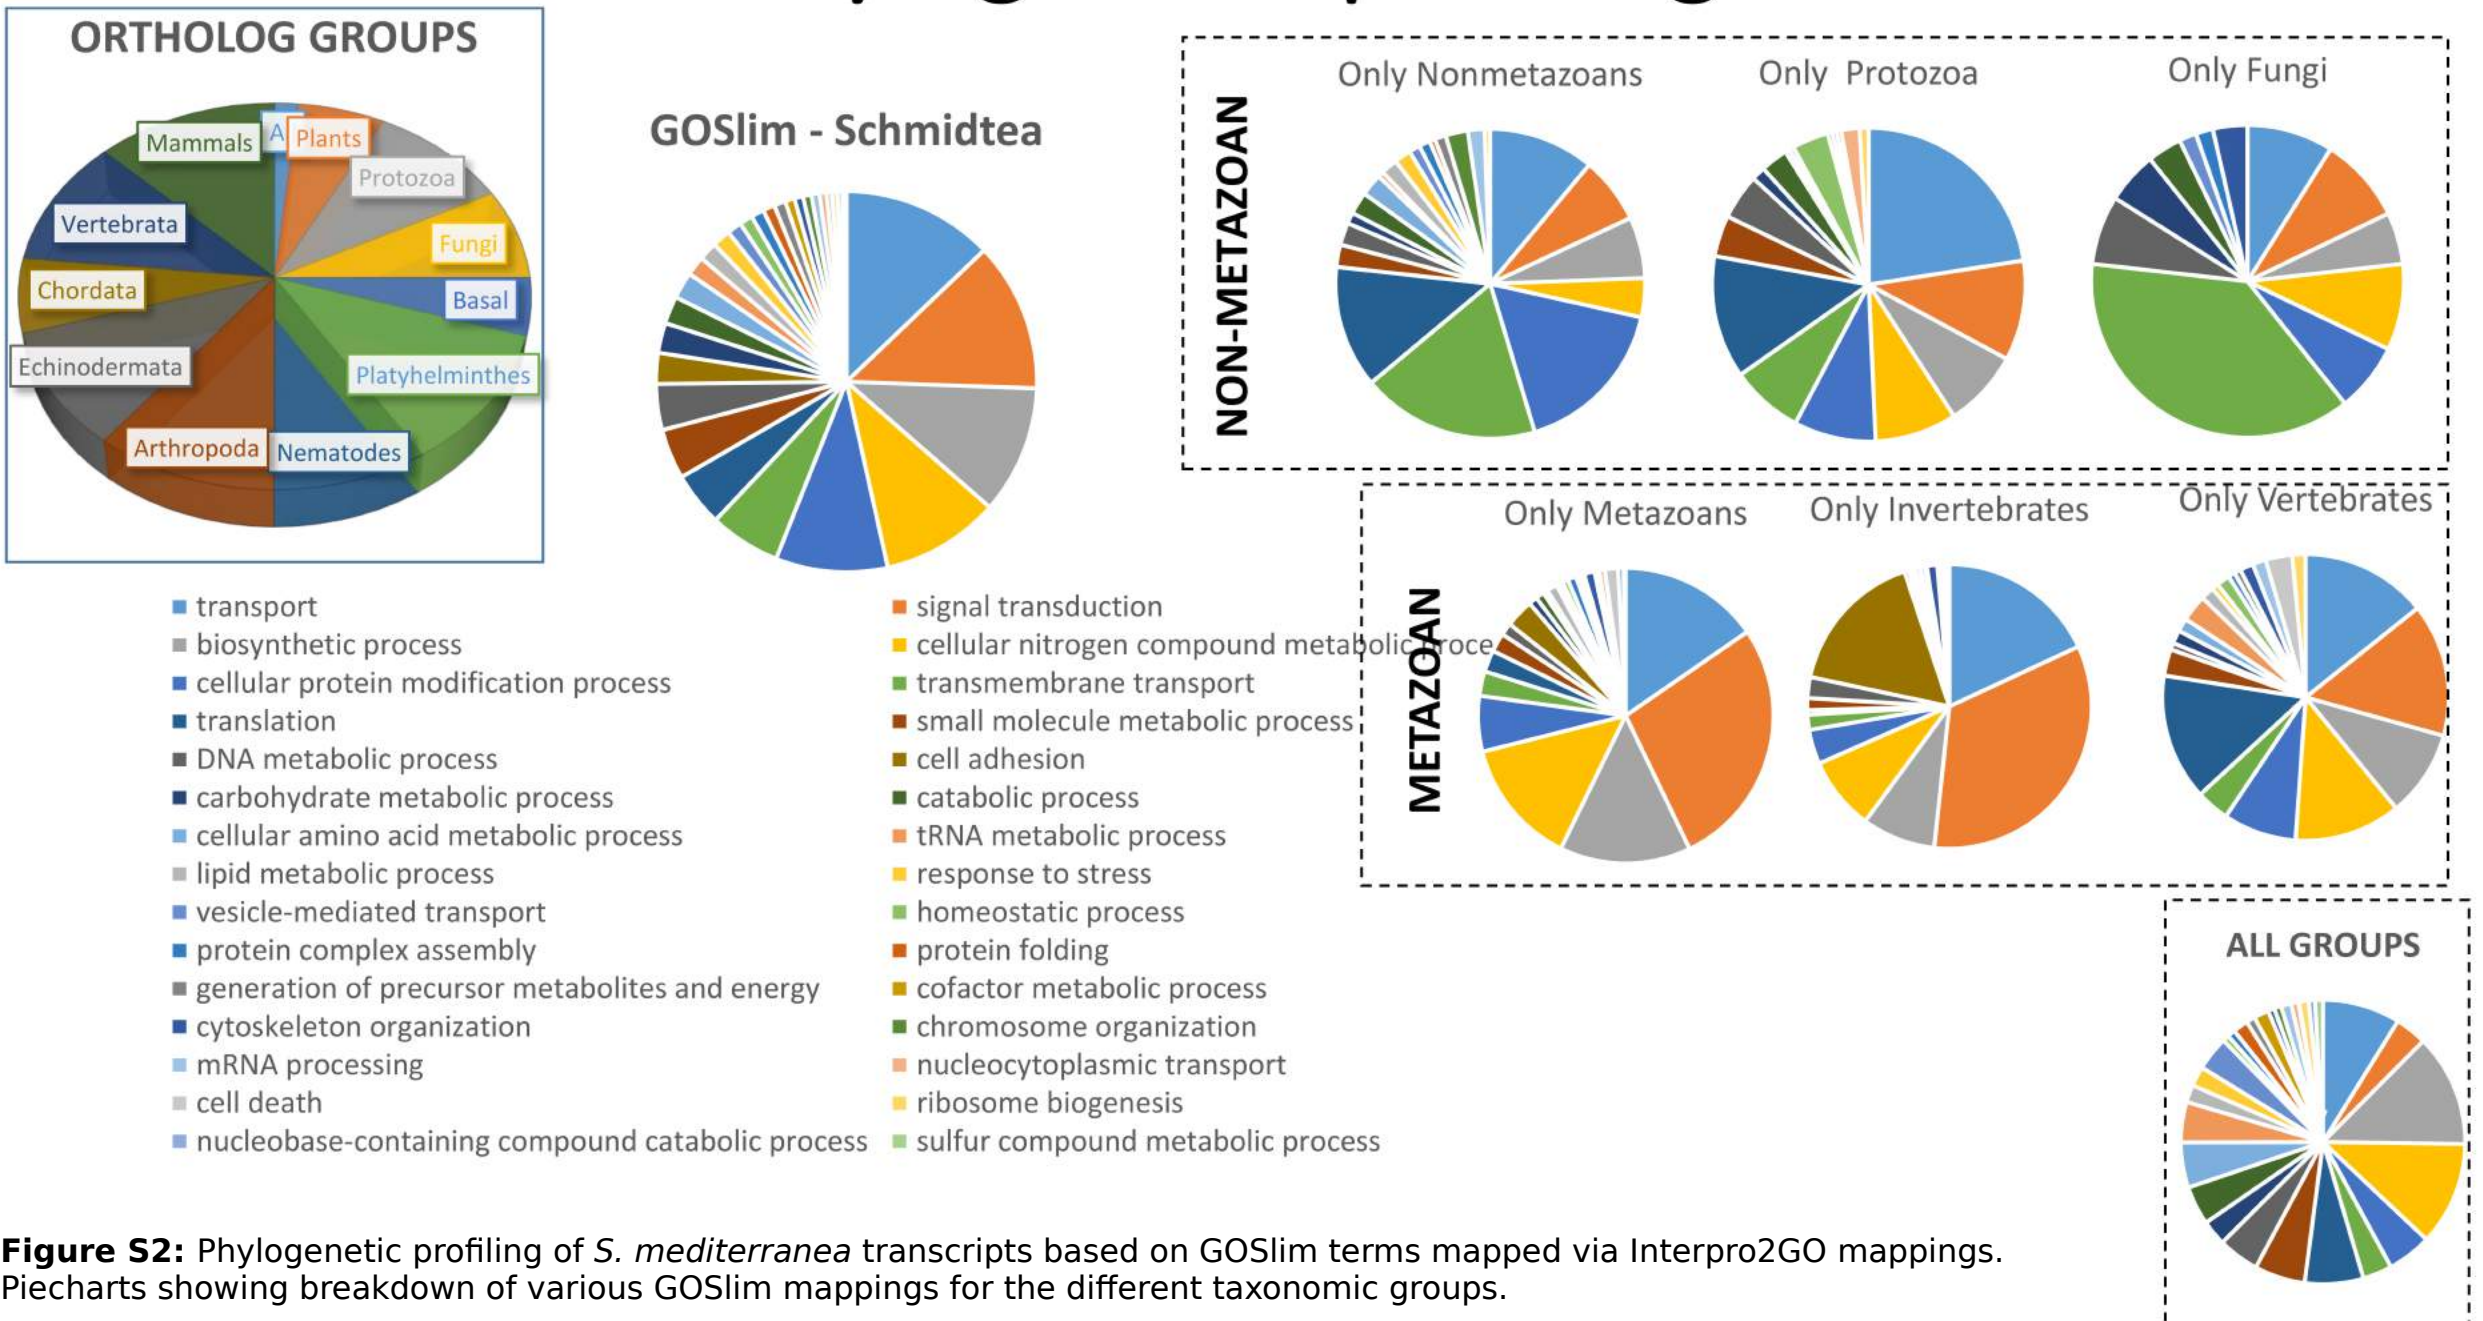 ORTHOLOG GROUPS
Mammals
A
Plants
Protozoa
Vertebrata
Fungi
Chordata
Basal
Echinodermata
Platyhelminthes
Arthropoda
Nematodes
GOSlim - Schmidtea
NON-METAZOAN
Only Nonmetazoans
Only Protozoa
Only Fungi
METAZOAN
Only Metazoans
Only Invertebrates
Only Vertebrates
ALL GROUPS
transport
signal transduction
biosynthetic process
cellular nitrogen compound metabolic proce
cellular protein modification process
transmembrane transport
translation
small molecule metabolic process
DNA metabolic process
cell adhesion
carbohydrate metabolic process
catabolic process
cellular amino acid metabolic process
tRNA metabolic process
lipid metabolic process
response to stress
vesicle-mediated transport
homeostatic process
protein complex assembly
protein folding
generation of precursor metabolites and energy
cofactor metabolic process
cytoskeleton organization
chromosome organization
mRNA processing
nucleocytoplasmic transport
cell death
ribosome biogenesis
nucleobase-containing compound catabolic process
sulfur compound metabolic process
Figure S2: Phylogenetic profiling of S. mediterranea transcripts based on GOSlim terms mapped via Interpro2GO mappings.
Piecharts showing breakdown of various GOSlim mappings for the different taxonomic groups.